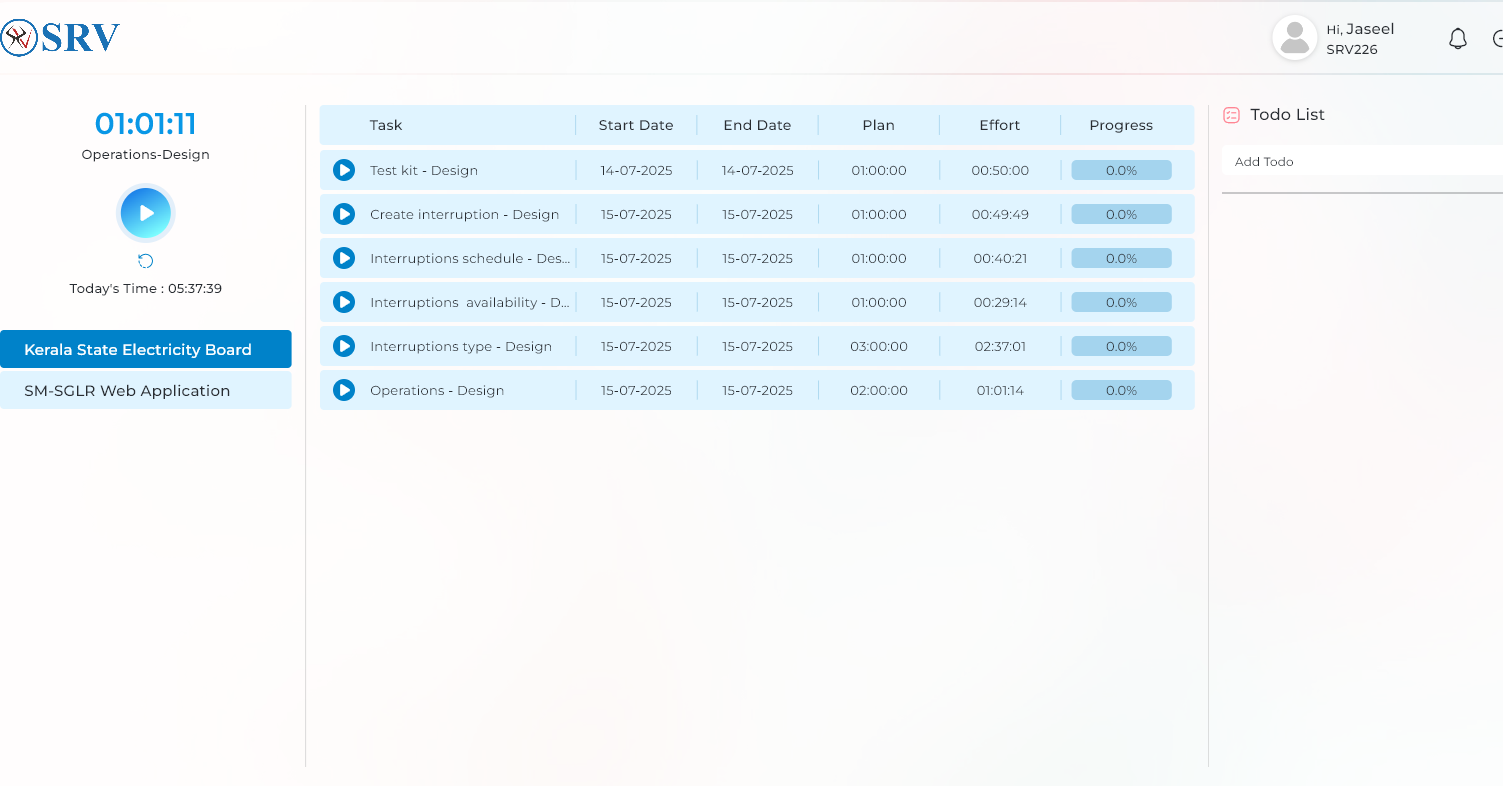 SRV
Hi, Jaseel
SRV226
01:01:11
Operations-Design
Today's Time : 05:37:39
Kerala State Electricity Board
SM-SGLR Web Application
Task Start Date End Date Plan Effort Progress
Test kit - Design 14-07-2025 14-07-2025 01:00:00 00:50:00 0.0%
Create interruption - Design 15-07-2025 15-07-2025 01:00:00 00:49:49 0.0%
Interruptions schedule - Des... 15-07-2025 15-07-2025 01:00:00 00:40:21 0.0%
Interruptions  availability - D... 15-07-2025 15-07-2025 01:00:00 00:29:14 0.0%
Interruptions type - Design 15-07-2025 15-07-2025 03:00:00 02:37:01 0.0%
Operations - Design 15-07-2025 15-07-2025 02:00:00 01:01:14 0.0%
Todo List
Add Todo